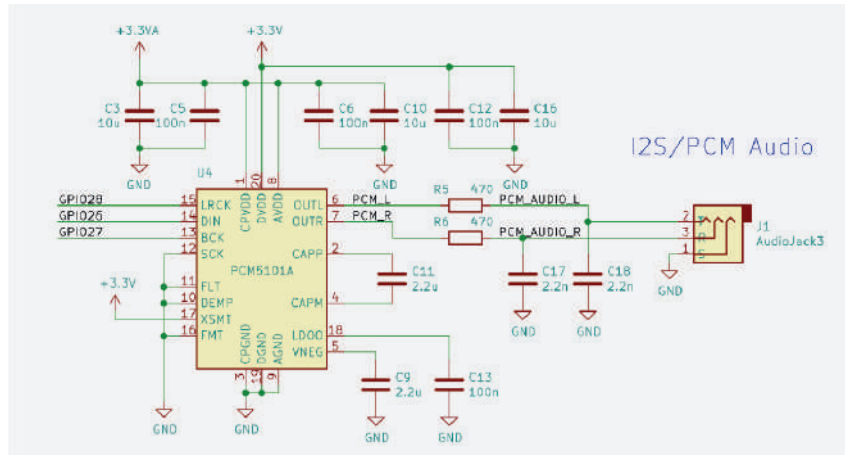 +3.3VA +3.3V
C3 10u
C5 100n
C6 100n
C10 10u
C12 100n
C16 10u
GND GND GND GND
I2S/PCM Audio
U4
1 CPVDD
20 DVDD
8 AVDD
GPIO28 15 LRCK
GPIO26 14 DIN
GPIO27 13 BCK
12 SCK
11 FLT
10 DEMP
+3.3V 17 XSMT
16 FMT
PCM5101A
OUTL 6 PCM_L R5 470 PCM_AUDIO_L
OUTR 7 PCM_R R6 470 PCM_AUDIO_R
CAPP 2
CAPM 4
C11 2.2u
LDOO 18
VNEG 5
3 CPGND
19 DGND
9 AGND
C17 2.2n
C18 2.2n
GND GND
2 T
3 R
1 S
J1
AudioJack3
GND
C9 2.2u
C13 100n
GND GND GND GND